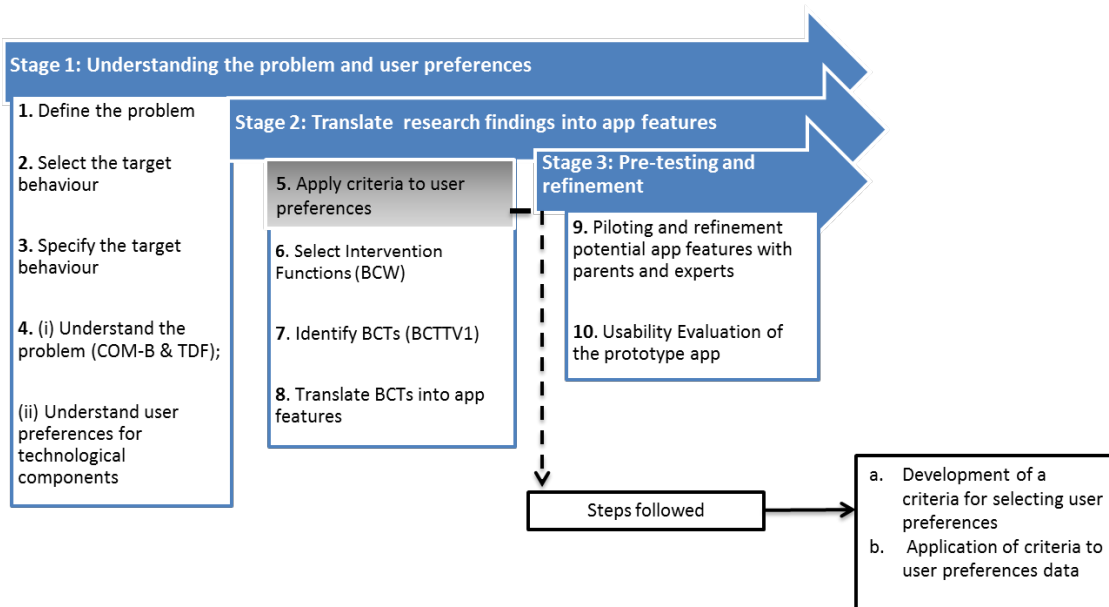 Stage 1: Understanding the problem and user preferences
1. Define the problem
2. Select the target
behaviour
3. Specify the target
behaviour
4. (i) Understand the
problem (COM-B & TDF);
(ii) Understand user
preferences for
technological
components
Stage 2: Translate research findings into app features
5. Apply criteria to user
preferences
6. Select Intervention
Functions (BCW)
7. Identify BCTs (BCTTV1)
8. Translate BCTs into app
features
Stage 3: Pre-testing and
refinement
9. Piloting and refinement
potential app features with
parents and experts
10. Usability Evaluation of
the prototype app
Steps followed
a. Development of a
criteria for selecting user
preferences
b. Application of criteria to
user preferences data